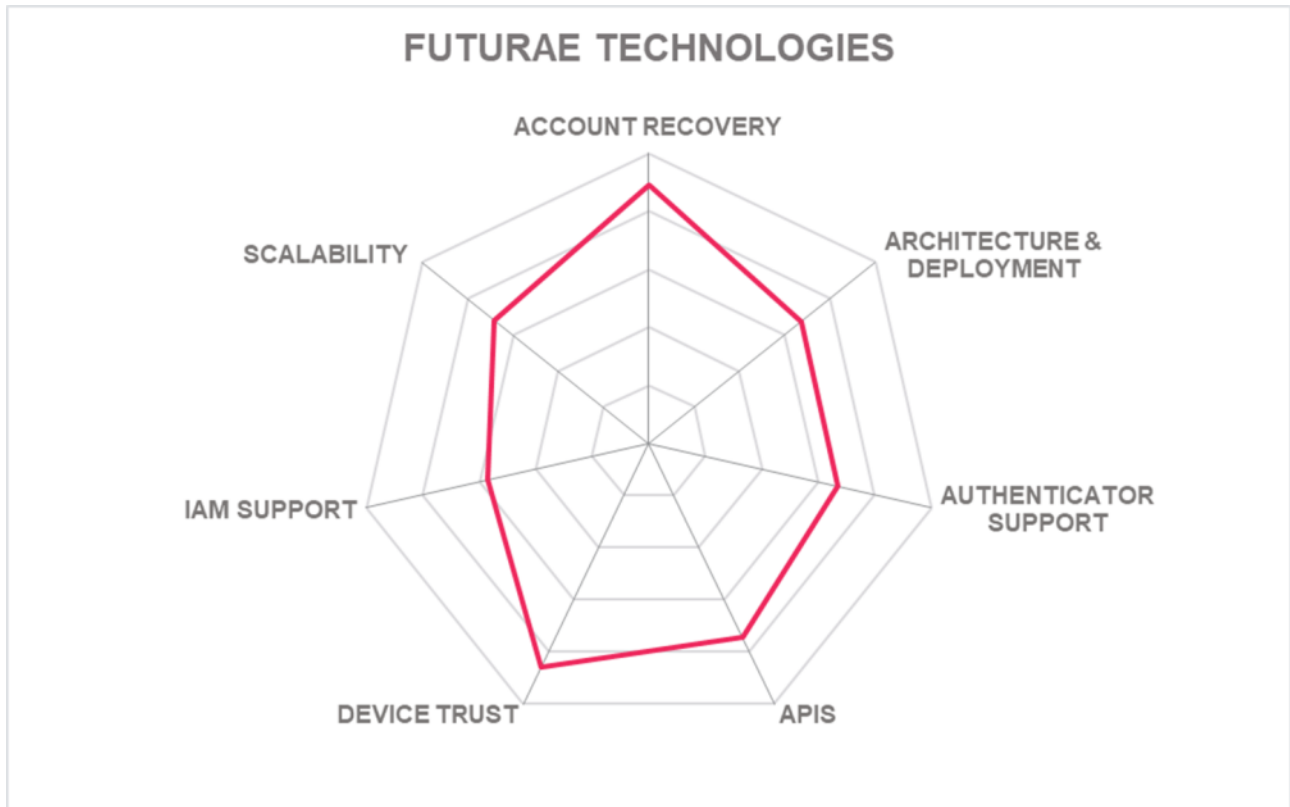 FUTURAE TECHNOLOGIES
ACCOUNT RECOVERY
SCALABILITY
ARCHITECTURE &
DEPLOYMENT
IAM SUPPORT
AUTHENTICATOR
SUPPORT
DEVICE TRUST
APIS